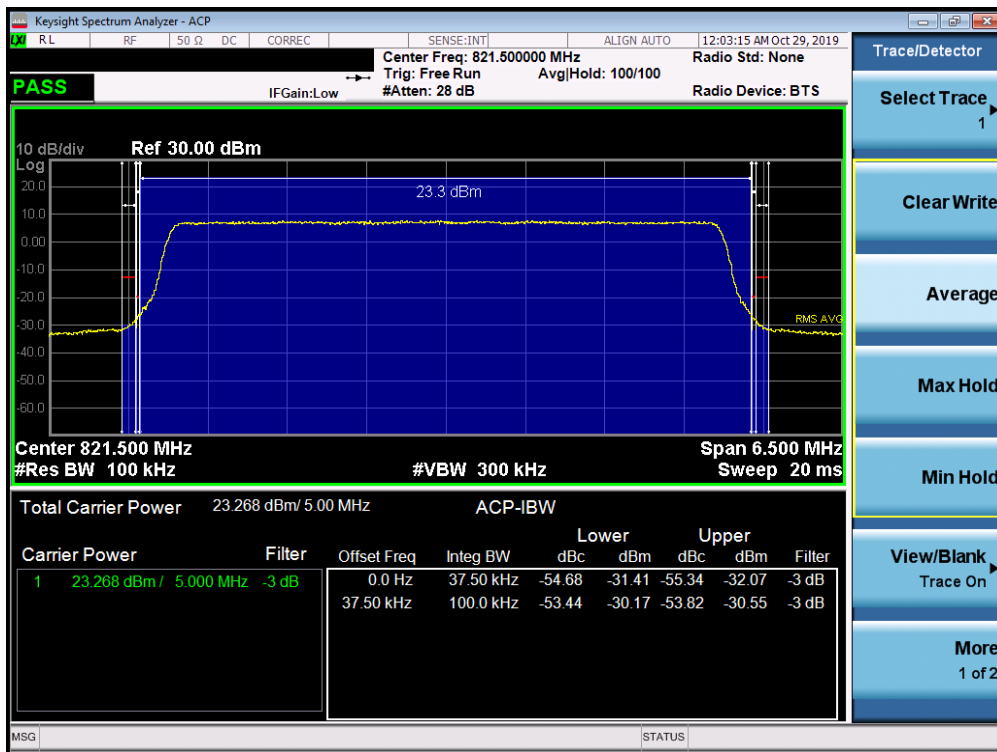 Keysight Spectrum Analyzer - ACP
LXI RL RF 50 Ω DC CORREC SENSE:INT ALIGN AUTO 12:03:15 AM Oct 29, 2019
Center Freq: 821.500000 MHz Radio Std: None
Trig: Free Run Avg|Hold: 100/100
PASS IFGain:Low #Atten: 28 dB Radio Device: BTS
10 dB/div Ref 30.00 dBm
Log
20.0
23.3 dBm
10.0
0.00
-10.0
-20.0
RMS AVG
-30.0
-40.0
-50.0
-60.0
Center 821.500 MHz Span 6.500 MHz
#Res BW 100 kHz #VBW 300 kHz Sweep 20 ms
Total Carrier Power 23.268 dBm/ 5.00 MHz ACP-IBW
Lower Upper
Carrier Power Filter Offset Freq Integ BW dBc dBm dBc dBm Filter
1 23.268 dBm / 5.000 MHz -3 dB 0.0 Hz 37.50 kHz -54.68 -31.41 -55.34 -32.07 -3 dB
37.50 kHz 100.0 kHz -53.44 -30.17 -53.82 -30.55 -3 dB
MSG STATUS
Trace/Detector
Select Trace
1
Clear Write
Average
Max Hold
Min Hold
View/Blank
Trace On
More
1 of 2